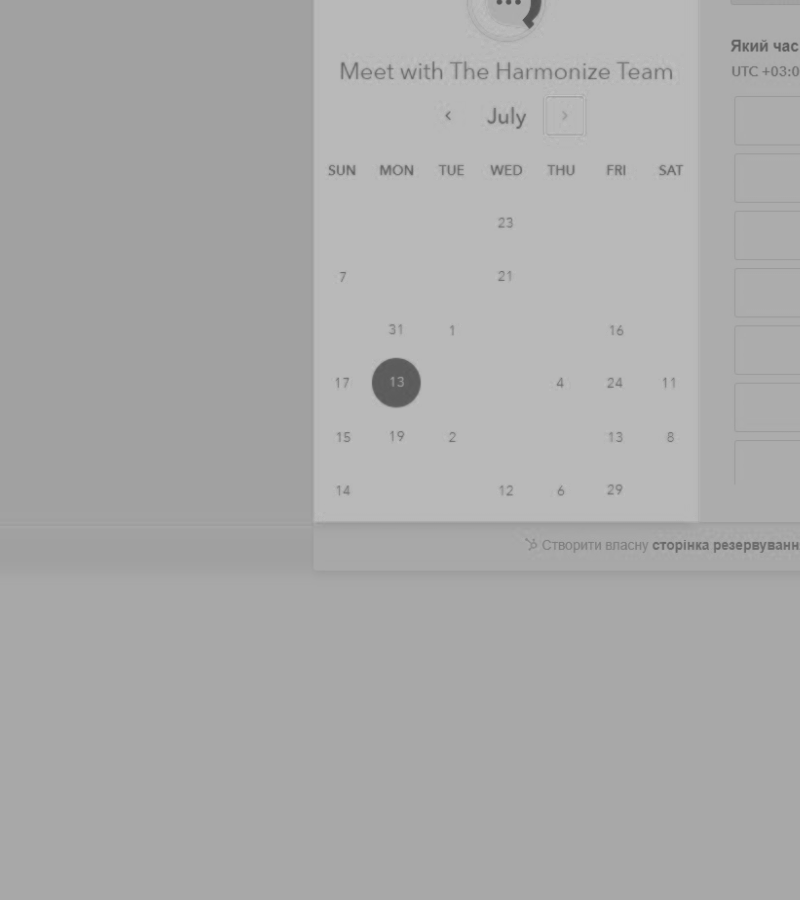 Meet with The Harmonize Team
July
SUN MON TUE WED THU FRI SAT
23
7 21
31 1 16
17 13 4 24 11
15 19 2 13 8
14 12 6 29
Який час
UTC +03:0
Створити власну сторінка резервуванн